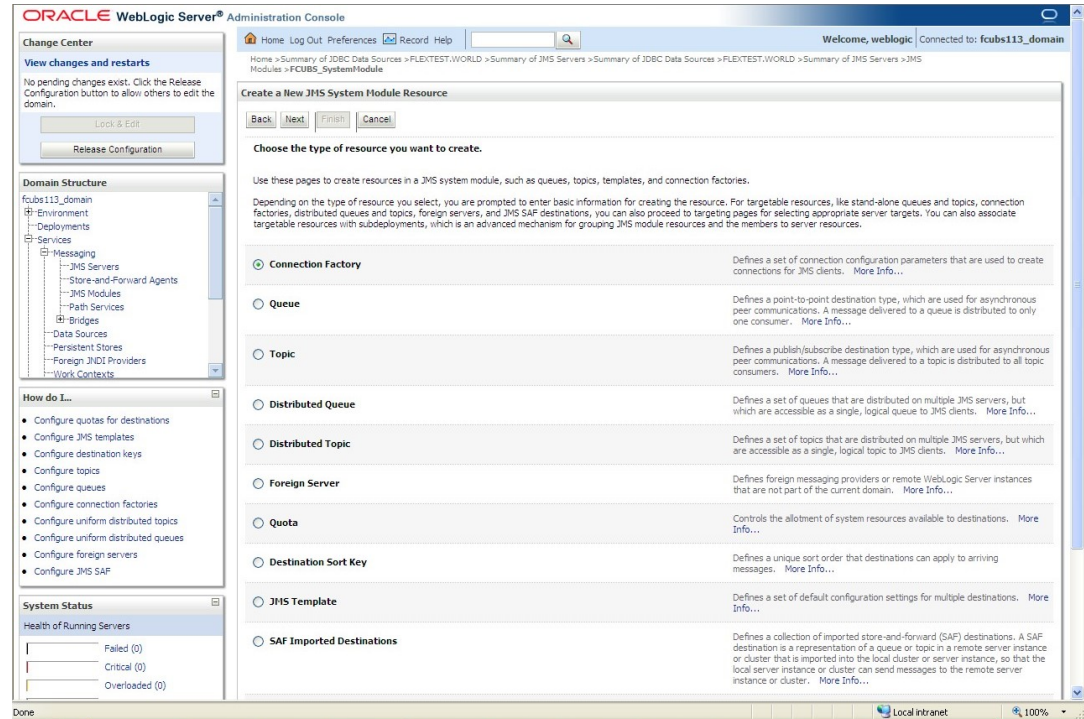 ORACLE WebLogic Server® Administration Console
Change Center
View changes and restarts
No pending changes exist. Click the Release
Configuration button to allow others to edit the
domain.
Lock & Edit
Release Configuration
Domain Structure
fcubs113_domain
Environment
Deployments
Services
Messaging
JMS Servers
Store-and-Forward Agents
JMS Modules
Path Services
Bridges
Data Sources
Persistent Stores
Foreign JNDI Providers
Work Contexts
How do I...
Configure quotas for destinations
Configure JMS templates
Configure destination keys
Configure topics
Configure queues
Configure connection factories
Configure uniform distributed topics
Configure uniform distributed queues
Configure foreign servers
Configure JMS SAF
System Status
Health of Running Servers
Failed (0)
Critical (0)
Overloaded (0)
Home Log Out Preferences Record Help
Welcome, weblogic Connected to: fcubs113_domain
Home >Summary of JDBC Data Sources >FLEXTEST.WORLD >Summary of JMS Servers >Summary of JDBC Data Sources >FLEXTEST.WORLD >Summary of JMS Servers >JMS
Modules >FCUBS_SystemModule
Create a New JMS System Module Resource
Back Next Finish Cancel
Choose the type of resource you want to create.
Use these pages to create resources in a JMS system module, such as queues, topics, templates, and connection factories.
Depending on the type of resource you select, you are prompted to enter basic information for creating the resource. For targetable resources, like stand-alone queues and topics, connection
factories, distributed queues and topics, foreign servers, and JMS SAF destinations, you can also proceed to targeting pages for selecting appropriate server targets. You can also associate
targetable resources with subdeployments, which is an advanced mechanism for grouping JMS module resources and the members to server resources.
Connection Factory
Defines a set of connection configuration parameters that are used to create
connections for JMS clients. More Info...
Queue
Defines a point-to-point destination type, which are used for asynchronous
peer communications. A message delivered to a queue is distributed to only
one consumer. More Info...
Topic
Defines a publish/subscribe destination type, which are used for asynchronous
peer communications. A message delivered to a topic is distributed to all topic
consumers. More Info...
Distributed Queue
Defines a set of queues that are distributed on multiple JMS servers, but
which are accessible as a single, logical queue to JMS clients. More Info...
Distributed Topic
Defines a set of topics that are distributed on multiple JMS servers, but which
are accessible as a single, logical topic to JMS clients. More Info...
Foreign Server
Defines foreign messaging providers or remote WebLogic Server instances
that are not part of the current domain. More Info...
Quota
Controls the allotment of system resources available to destinations. More
Info...
Destination Sort Key
Defines a unique sort order that destinations can apply to arriving
messages. More Info...
JMS Template
Defines a set of default configuration settings for multiple destinations. More
Info...
SAF Imported Destinations
Defines a collection of imported store-and-forward (SAF) destinations. A SAF
destination is a representation of a queue or topic in a remote server instance
or cluster that is imported into the local cluster or server instance, so that the
local server instance or cluster can send messages to the remote server
instance or cluster. More Info...
Done
Local intranet
100%